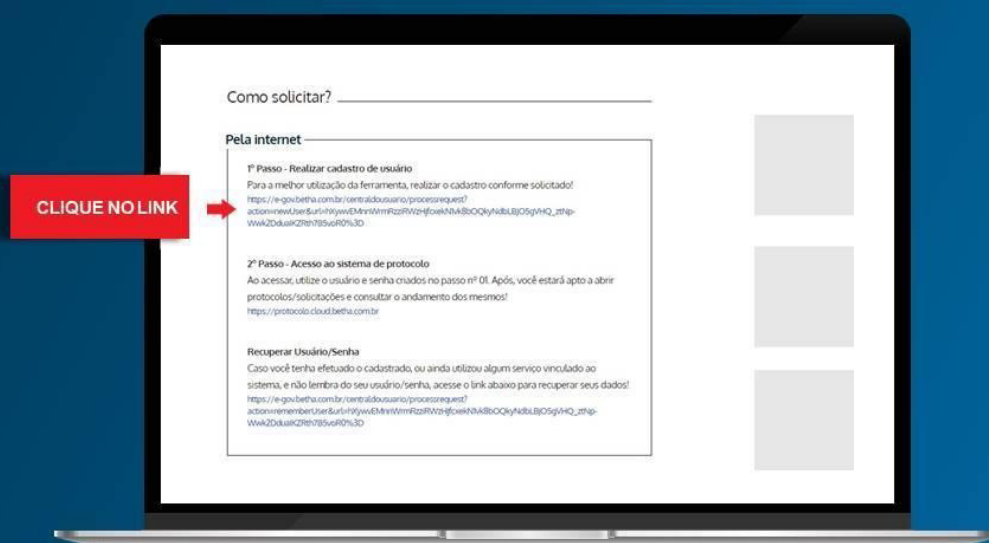 Como solicitar?
Pela internet
1º Passo - Realizar cadastro de usuário
Para a melhor utilização da ferramenta, realizar o cadastro conforme solicitado!
https://e-gov.betha.com.br/centraldousuario/processrequest?
CLIQUE NO LINK
2º Passo - Acesso ao sistema de protocolo
Ao acessar, utilize o usuário e senha criados no passo nº 01. Após, você estará apto a abrir
protocolos/solicitações e consultar o andamento dos mesmos!
https://protocolo.cloud.betha.com.br
Recuperar Usuário/Senha
Caso você tenha efetuado o cadastrado, ou ainda utilizou algum serviço vinculado ao
sistema, e não lembra do seu usuário/senha, acesse o link abaixo para recuperar seus dados!
https://e-gov.betha.com.br/centraldousuario/processrequest?